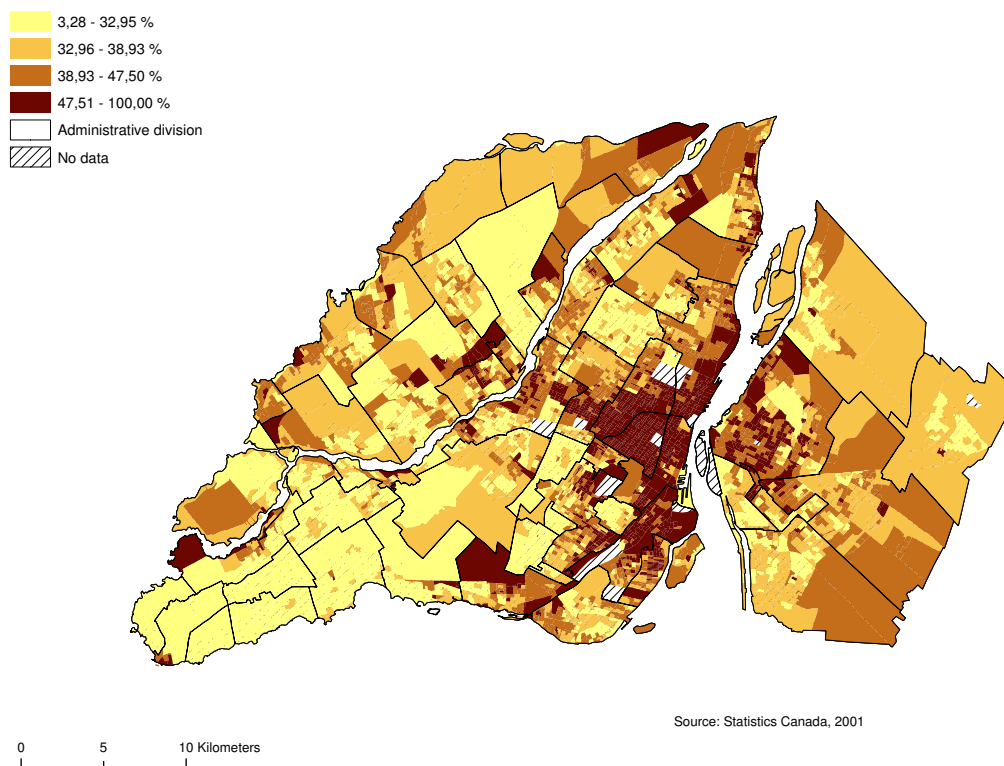 3,28 - 32,95 %
32,96 - 38,93 %
38,93 - 47,50 %
47,51 - 100,00 %
Administrative division
No data
Source: Statistics Canada, 2001
0 5 10 Kilometers